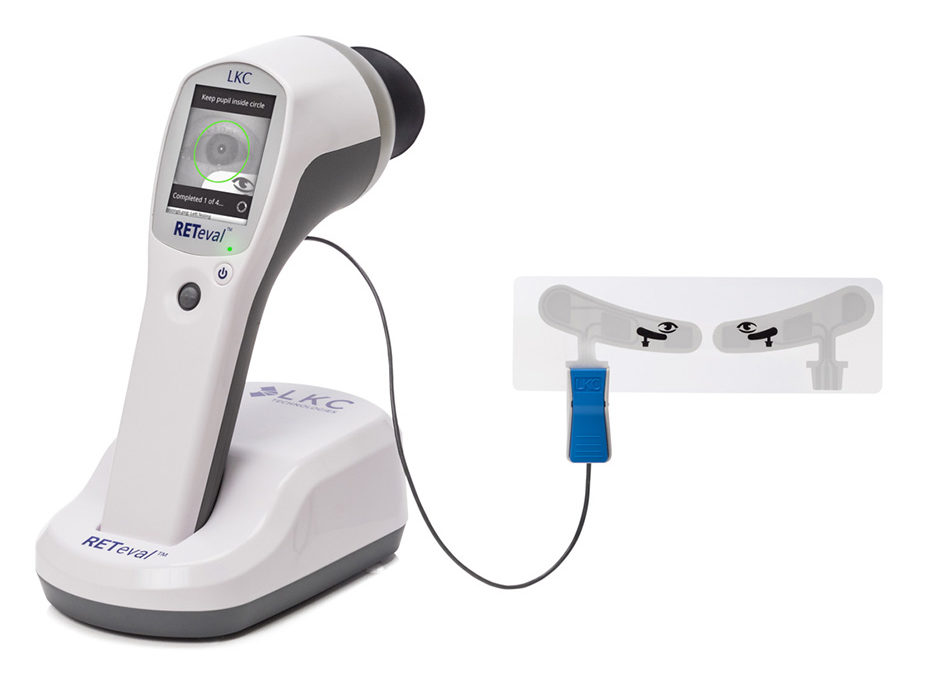 LKC
Keep pupil inside circle
Completed 1 of 4...
RETeval™
LKC
TECHNOLOGIES
RETeval™
LKC